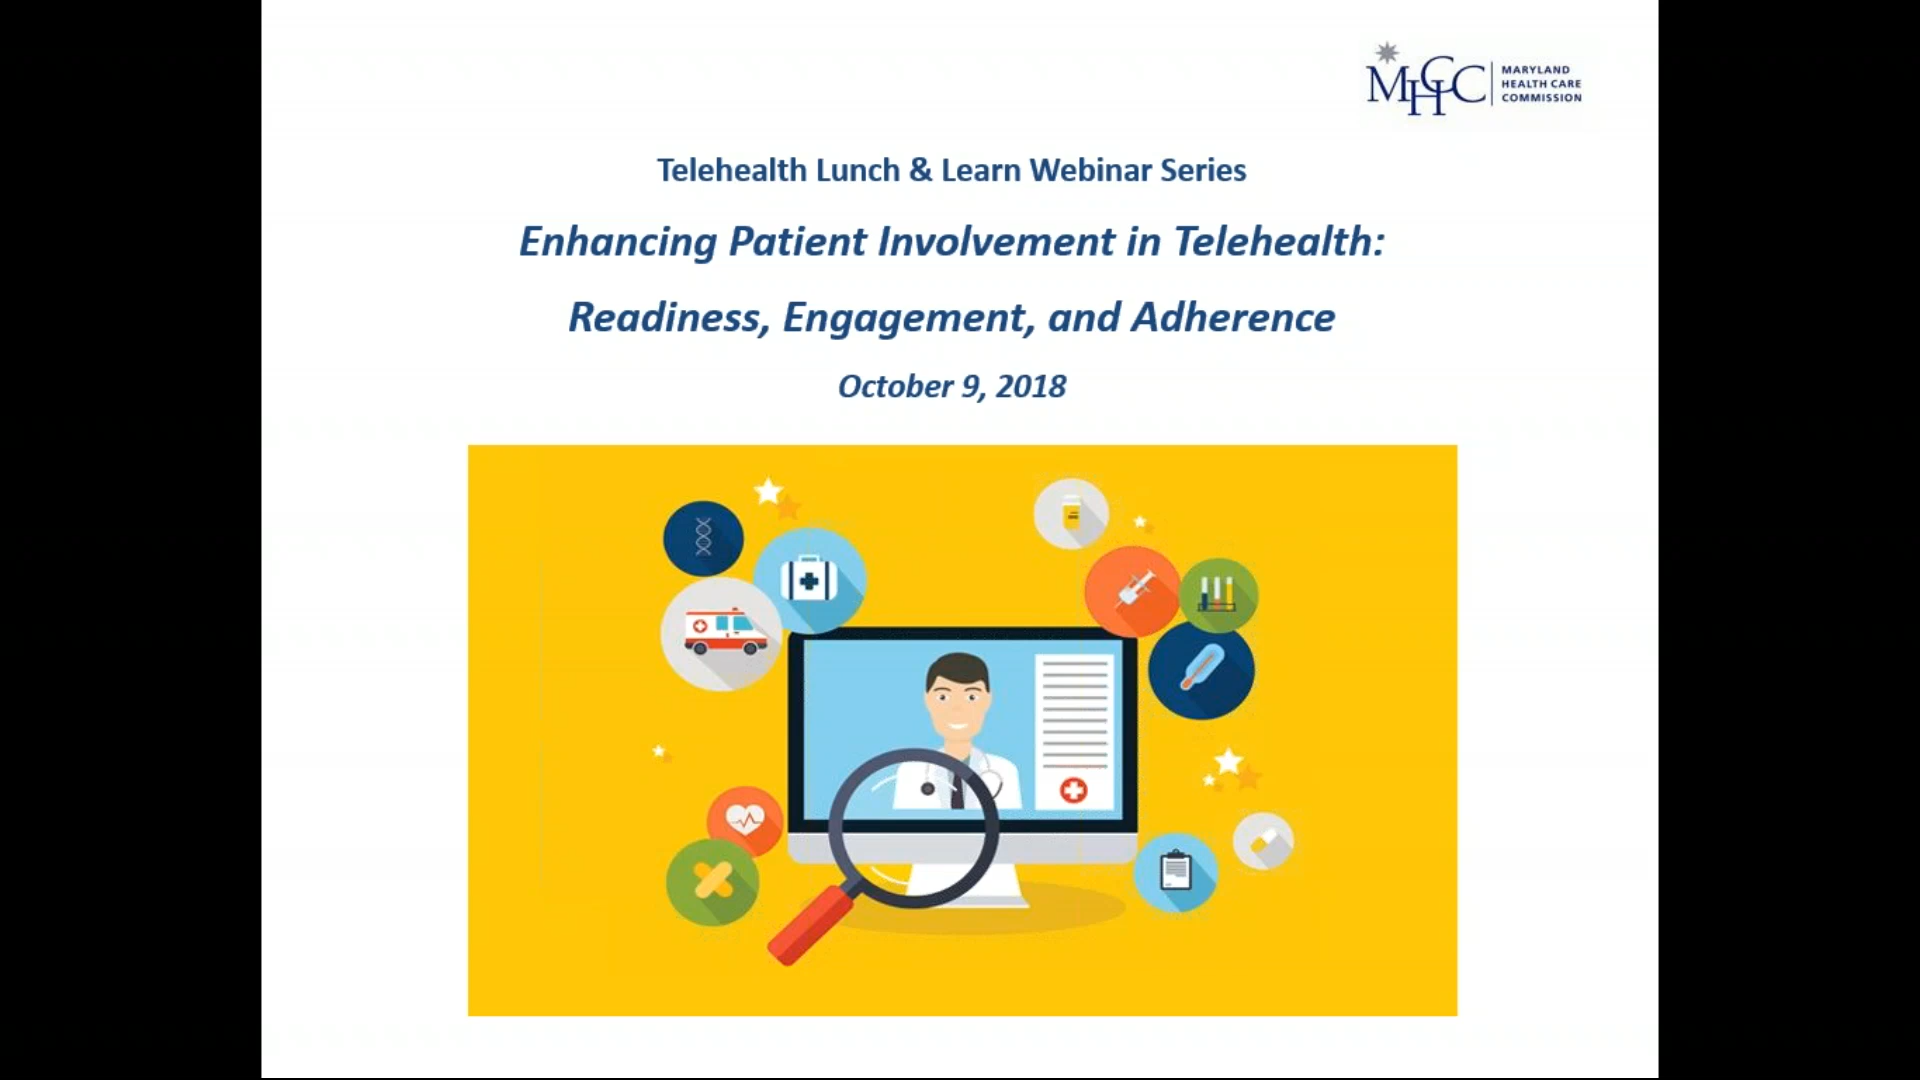 MHCC
MARYLAND
HEALTH CARE
COMMISSION
Telehealth Lunch & Learn Webinar Series
Enhancing Patient Involvement in Telehealth:
Readiness, Engagement, and Adherence
October 9, 2018